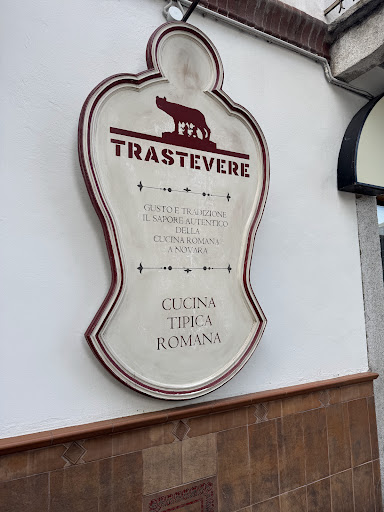 TRASTEVERE
GUSTO E TRADIZIONE
IL SAPORE AUTENTICO
DELLA
CUCINA ROMANA
A NOVARA
CUCINA
TIPICA
ROMANA